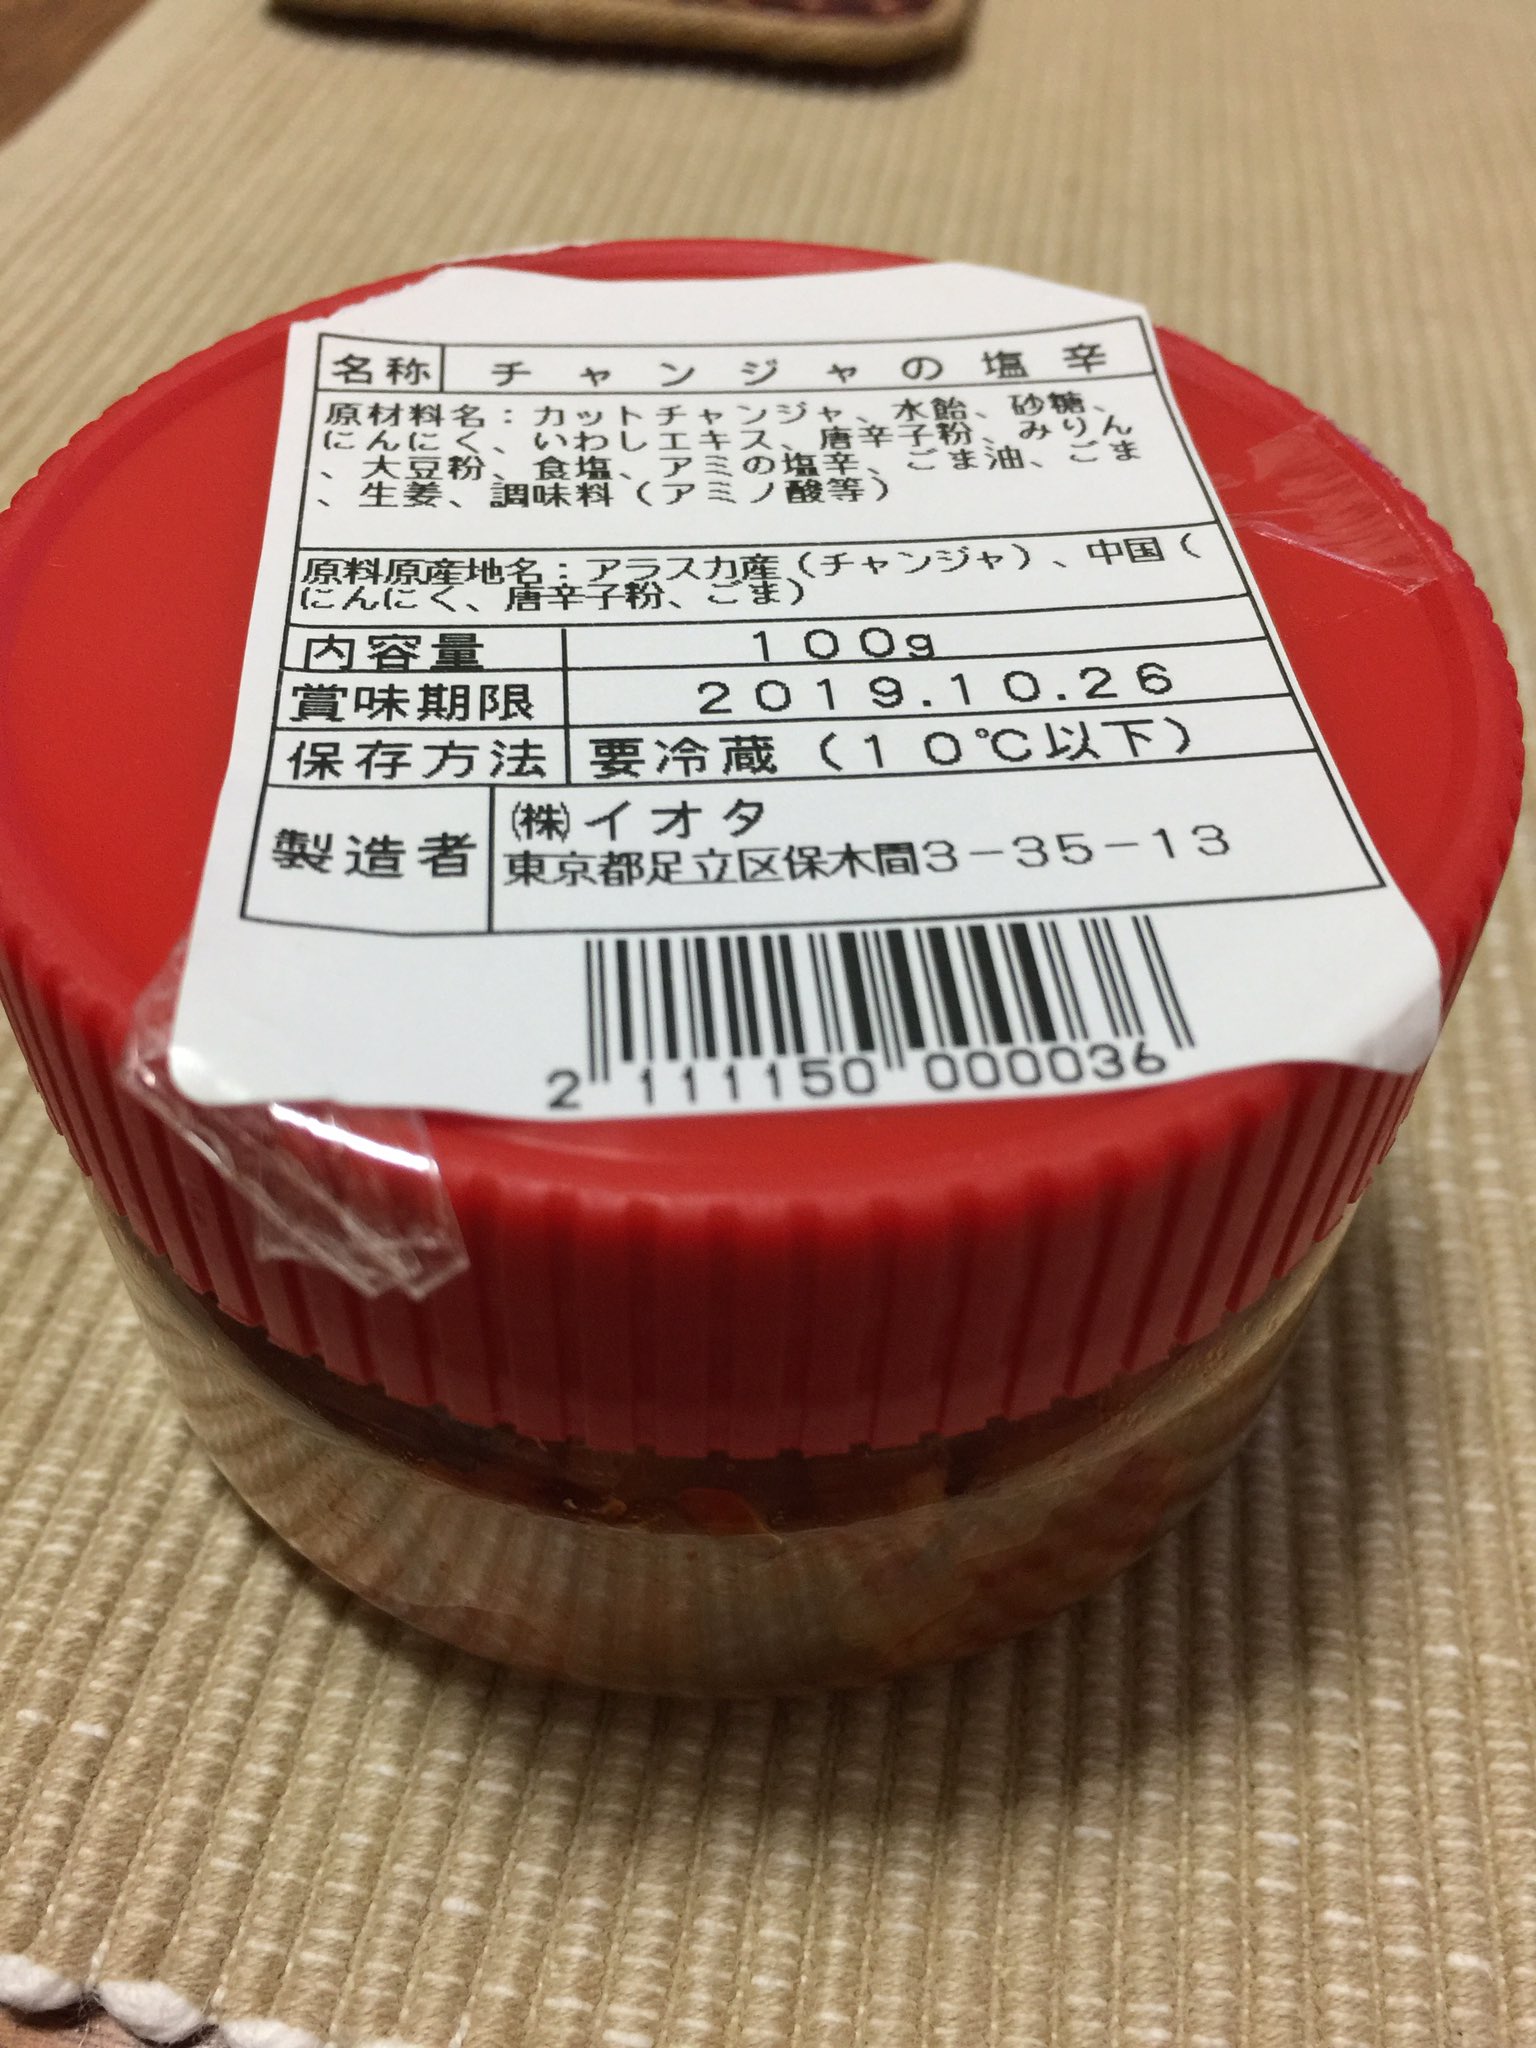 名称 チャンジャの塩辛
原材料名：カットチャンジャ、水飴、砂糖、
にんにく、いわしエキス、唐辛子粉、みりん
、大豆粉、食塩、アミの塩辛、ごま油、ごま
、生姜、調味料（アミノ酸等）
原料原産地名：アラスカ産（チャンジャ）、中国（
にんにく、唐辛子粉、ごま）
内容量 100g
賞味期限 2019.10.26
保存方法 要冷蔵（10℃以下）
製造者 ㈱イオタ
東京都足立区保木間3－35－13
2 111150 000036